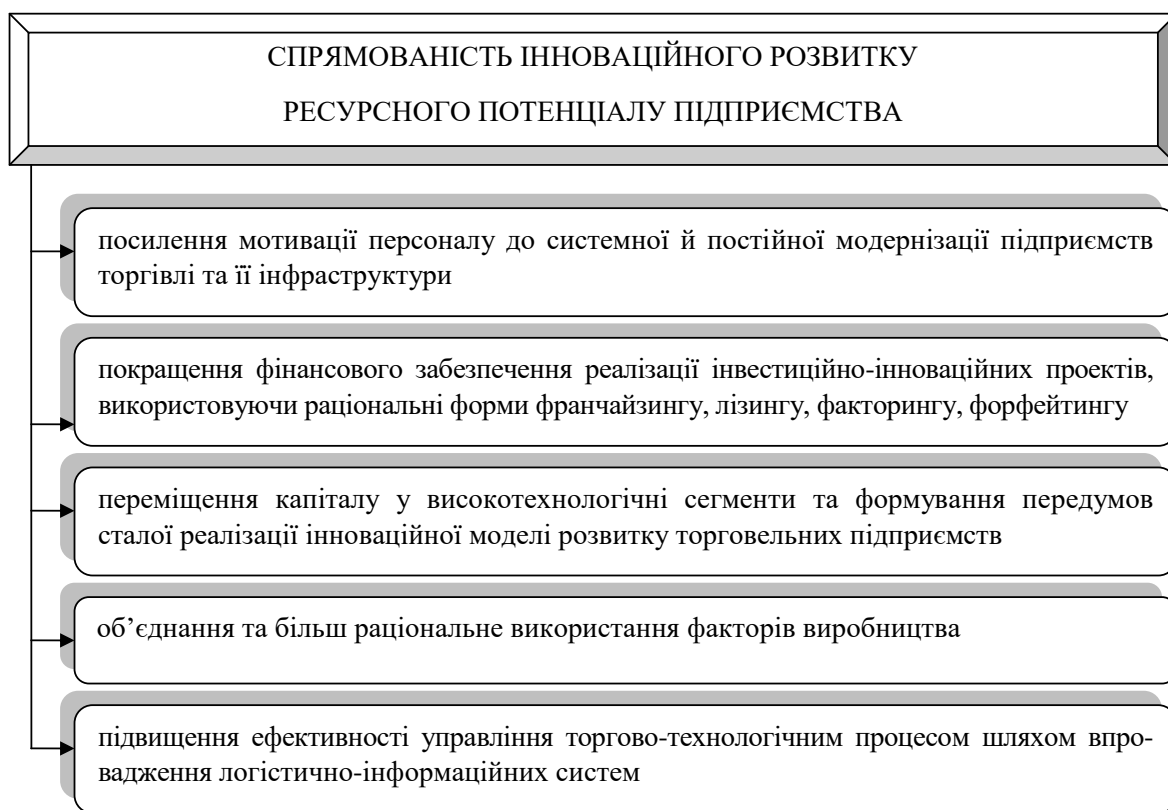 СПРЯМОВАНІСТЬ ІННОВАЦІЙНОГО РОЗВИТКУ
РЕСУРСНОГО ПОТЕНЦІАЛУ ПІДПРИЄМСТВА
посилення мотивації персоналу до системної й постійної модернізації підприємств
торгівлі та її інфраструктури
покращення фінансового забезпечення реалізації інвестиційно-інноваційних проектів,
використовуючи раціональні форми франчайзингу, лізингу, факторингу, форфейтингу
переміщення капіталу у високотехнологічні сегменти та формування передумов
сталої реалізації інноваційної моделі розвитку торговельних підприємств
об’єднання та більш раціональне використання факторів виробництва
підвищення ефективності управління торгово-технологічним процесом шляхом впро-
вадження логістично-інформаційних систем